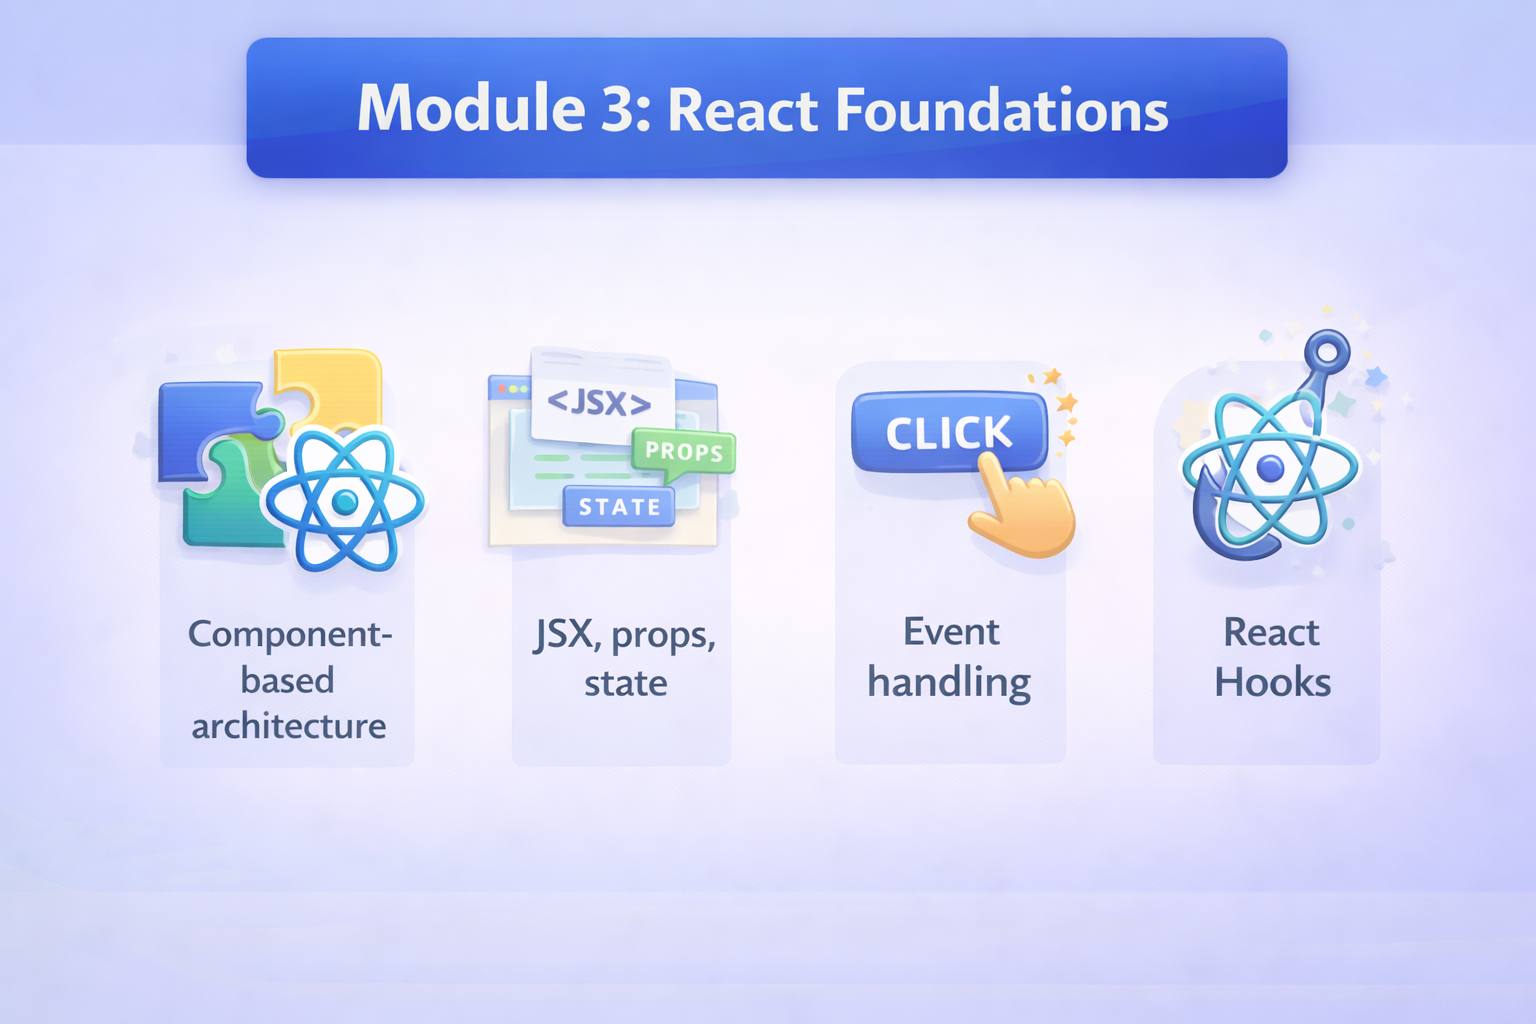 Module 3: React Foundations
<JSX>
PROPS
STATE
CLICK
Component-
based
architecture
JSX, props,
state
Event
handling
React
Hooks